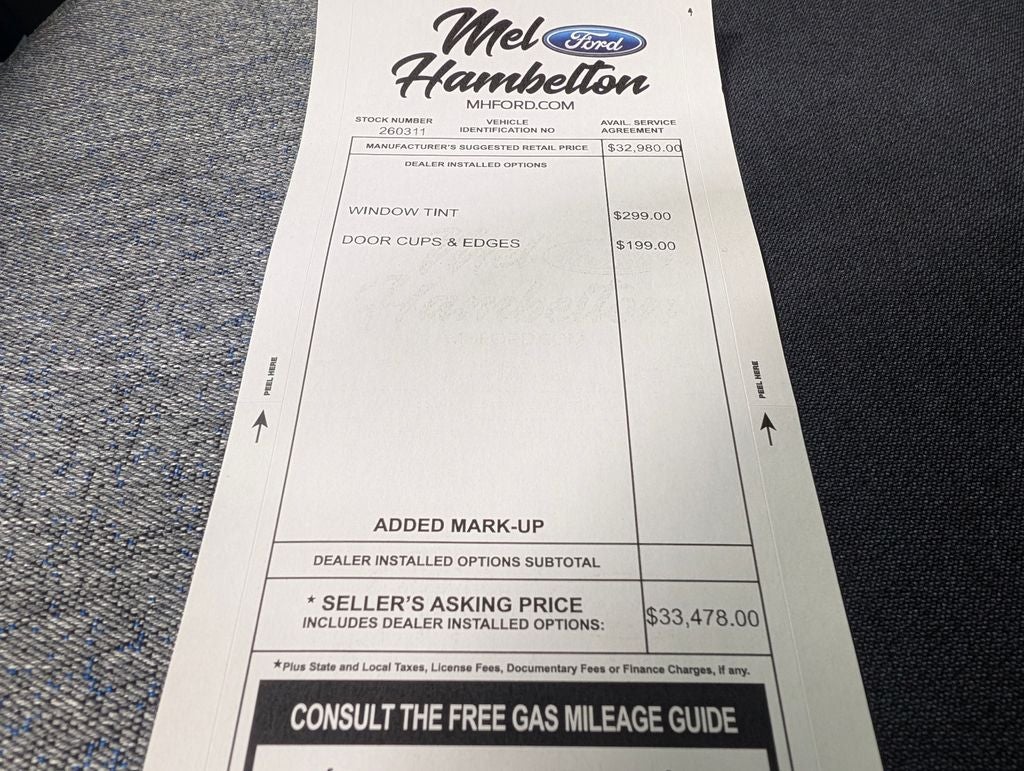 Mel Ford
Hambelton
MHFORD.COM
STOCK NUMBER
260311
VEHICLE
IDENTIFICATION NO
AVAIL. SERVICE
AGREEMENT
MANUFACTURER'S SUGGESTED RETAIL PRICE $32,980.00
DEALER INSTALLED OPTIONS
WINDOW TINT $299.00
DOOR CUPS & EDGES $199.00
PEEL HERE
PEEL HERE
ADDED MARK-UP
DEALER INSTALLED OPTIONS SUBTOTAL
* SELLER'S ASKING PRICE
INCLUDES DEALER INSTALLED OPTIONS: $33,478.00
*Plus State and Local Taxes, License Fees, Documentary Fees or Finance Charges, if any.
CONSULT THE FREE GAS MILEAGE GUIDE